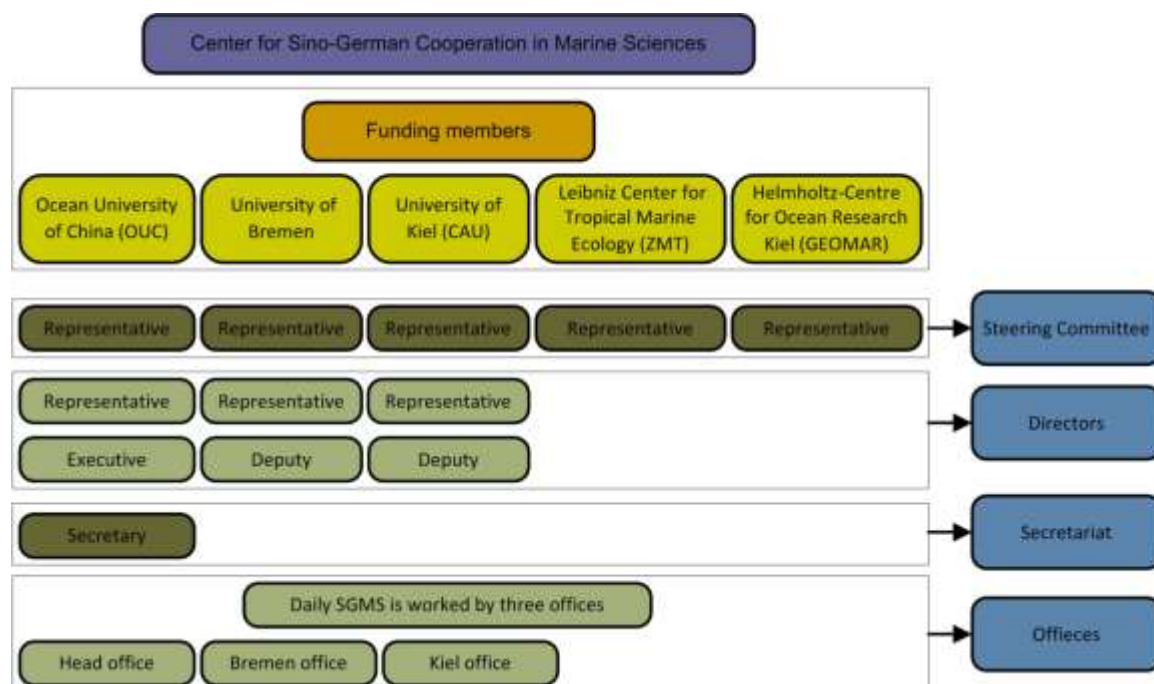 Center for Sino-German Cooperation in Marine Sciences
Funding members
Ocean University
of China (OUC)
University of
Bremen
University of
Kiel (CAU)
Leibniz Center for
Tropical Marine
Ecology (ZMT)
Helmholtz-Centre
for Ocean Research
Kiel (GEOMAR)
Representative
Representative
Representative
Representative
Representative
Steering Committee
Representative
Representative
Representative
Executive
Deputy
Deputy
Directors
Secretary
Secretariat
Daily SGMS is worked by three offices
Head office
Bremen office
Kiel office
Offieces